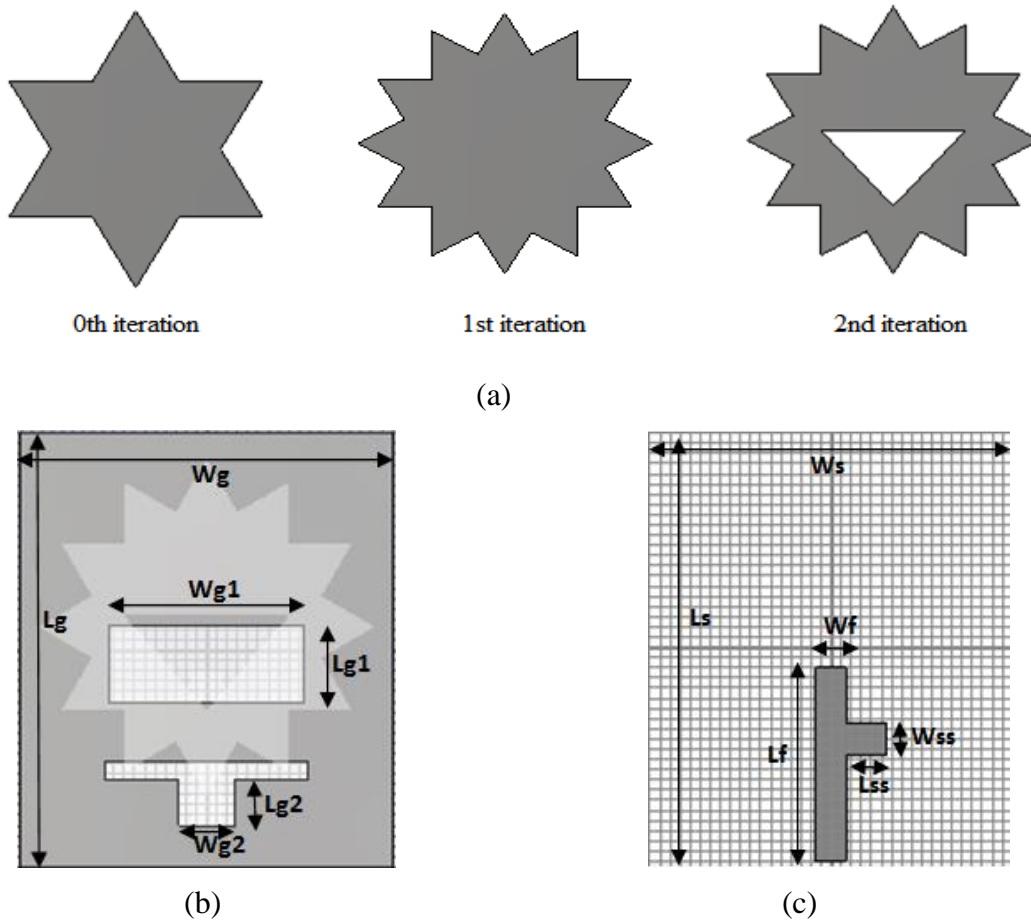 0th iteration 1st iteration 2nd iteration
(a)
Wg
Wg1
Lg
Lg1
Lg2
Wg2
Ws
Ls
Wf
Lf
Wss
Lss
(b) (c)